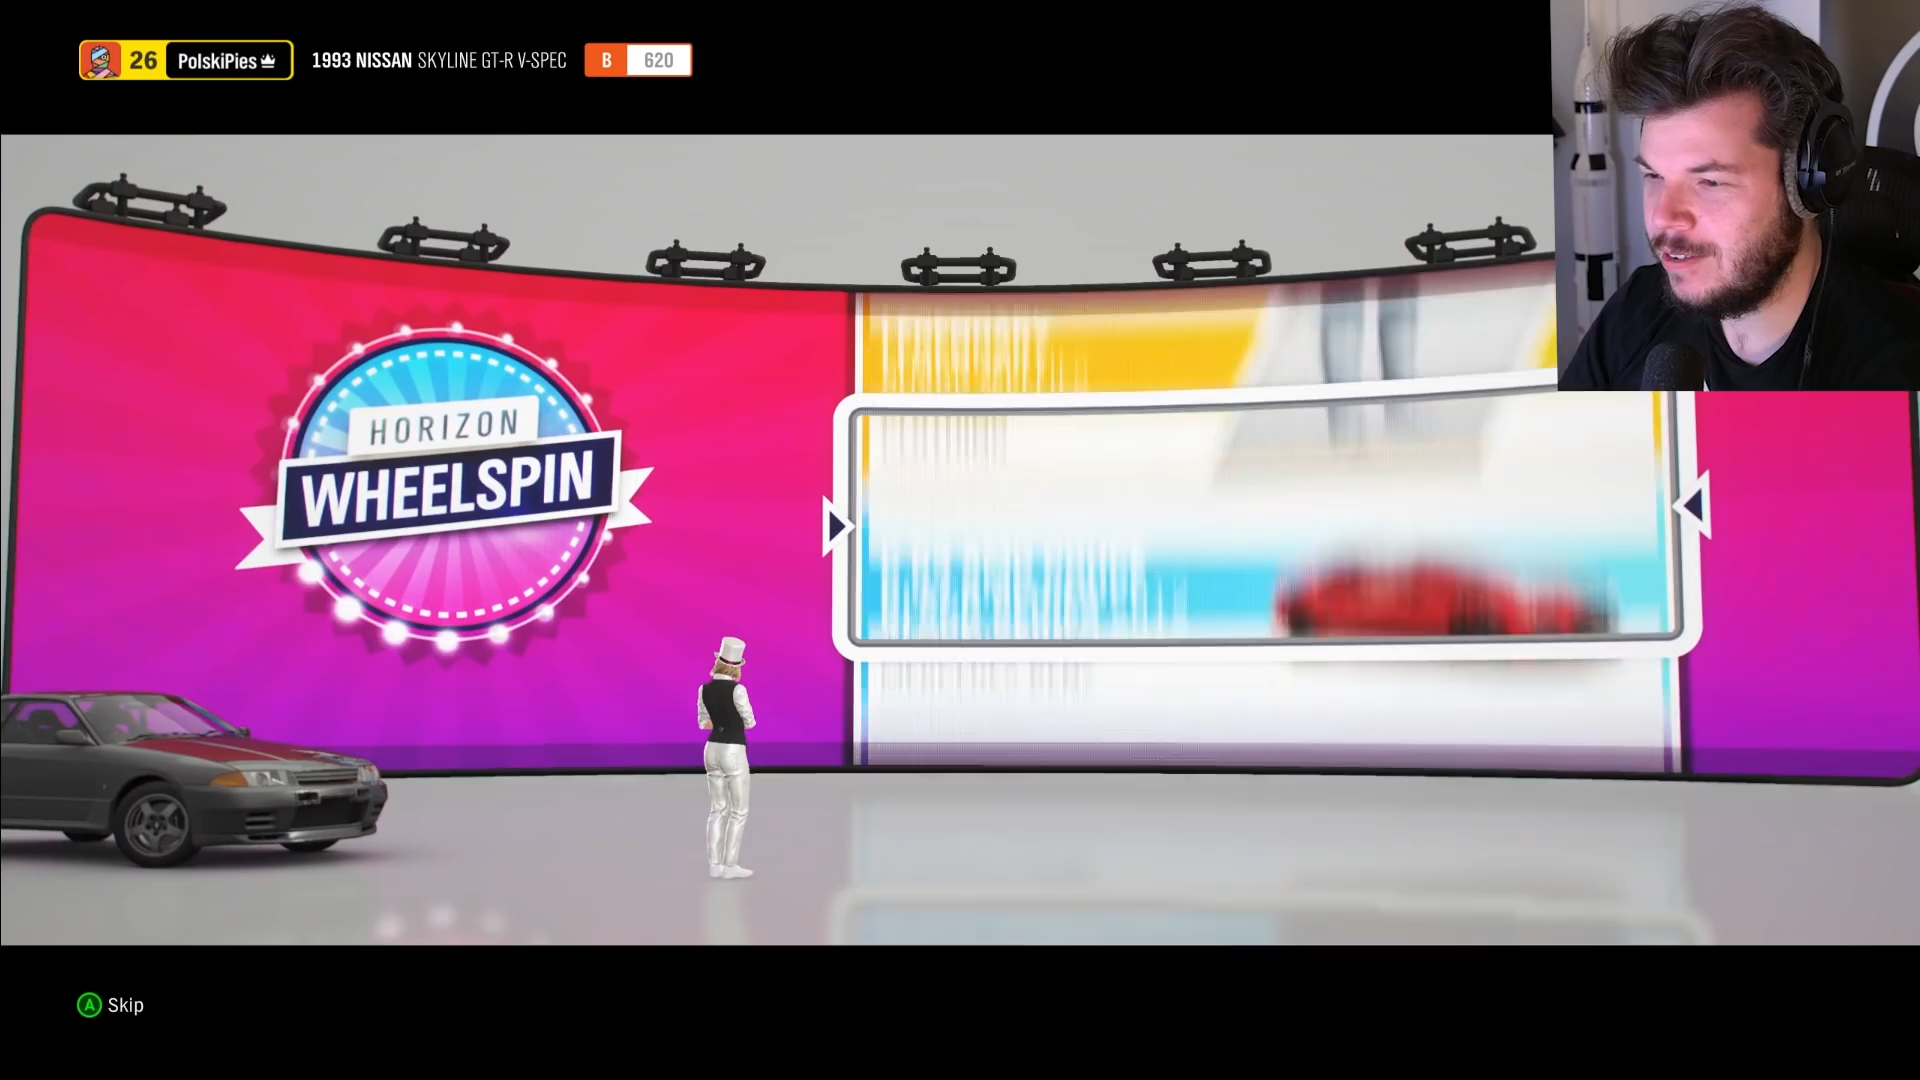 26 PolskiPies 1993 NISSAN SKYLINE GT-R V-SPEC B 620
HORIZON
WHEELSPIN
A Skip